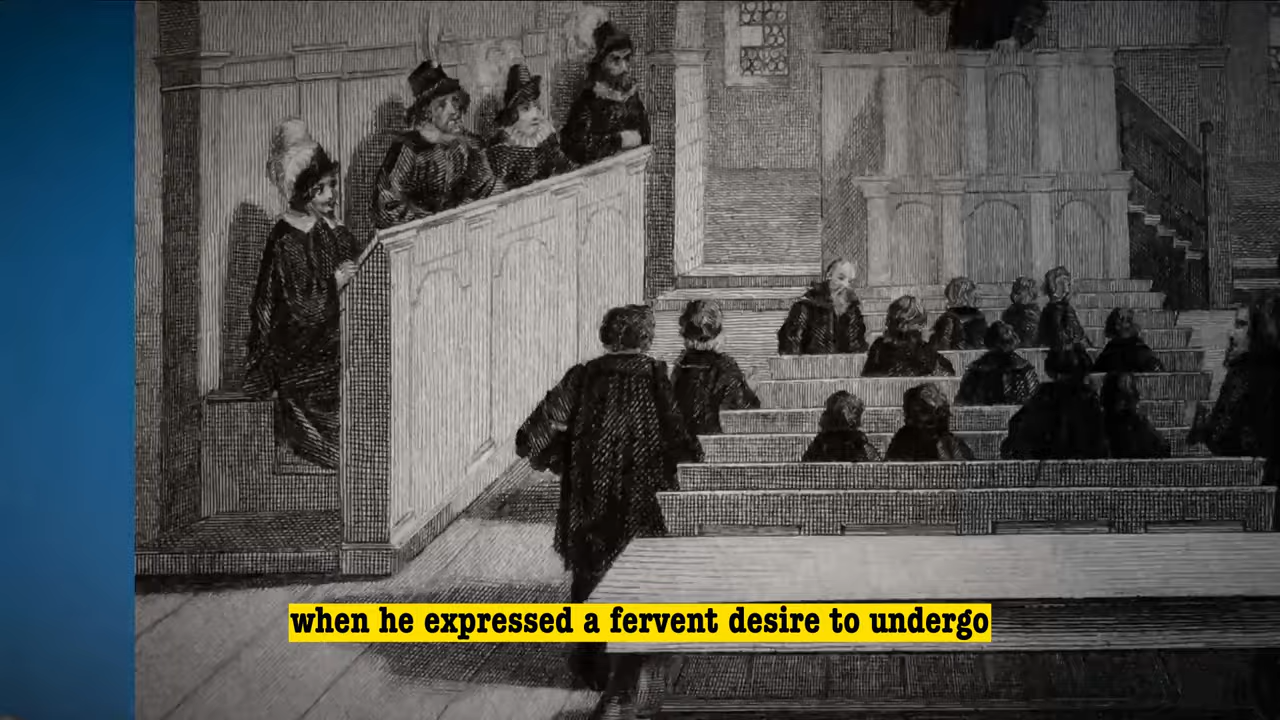 when he expressed a fervent desire to undergo